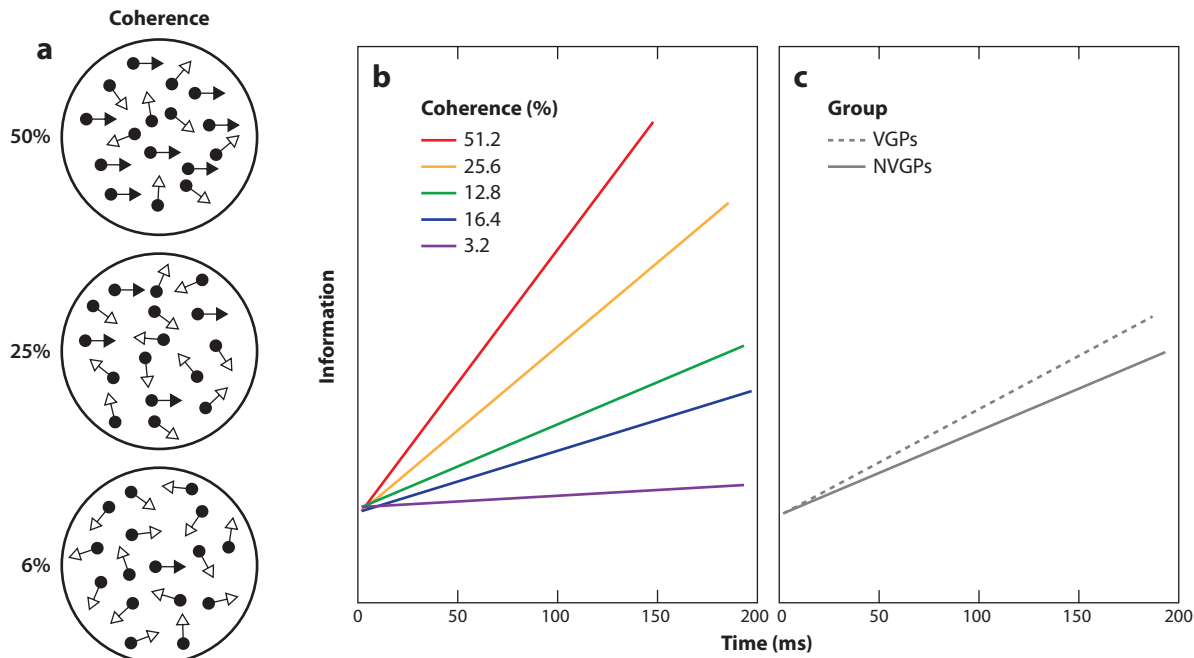 Coherence
a
50%
25%
6%
b
Coherence (%)
51.2
25.6
12.8
16.4
3.2
Information
0
50
100
150
200
c
Group
VGPs
NVGPs
0
50
100
150
200
Time (ms)